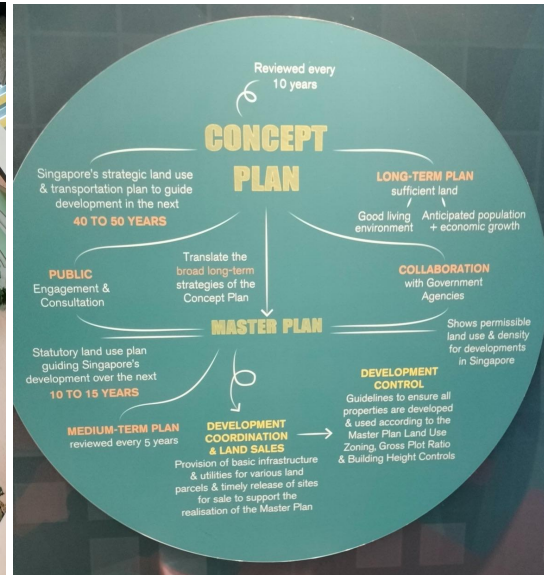 Reviewed every
10 years
CONCEPT
PLAN
Singapore's strategic land use
& transportation plan to guide
development in the next
40 TO 50 YEARS
LONG-TERM PLAN
sufficient land
Good living
environment
Anticipated population
+ economic growth
PUBLIC
Engagement &
Consultation
Translate the
broad long-term
strategies of the
Concept Plan
COLLABORATION
with Government
Agencies
MASTER PLAN
Statutory land use plan
guiding Singapore's
development over the next
10 TO 15 YEARS
Shows permissible
land use & density
for developments
in Singapore
MEDIUM-TERM PLAN
reviewed every 5 years
DEVELOPMENT
COORDINATION
& LAND SALES
Provision of basic infrastructure
& utilities for various land
parcels & timely release of sites
for sale to support the
realisation of the Master Plan
DEVELOPMENT
CONTROL
Guidelines to ensure all
properties are developed
& used according to the
Master Plan Land Use
Zoning, Gross Plot Ratio
& Building Height Controls